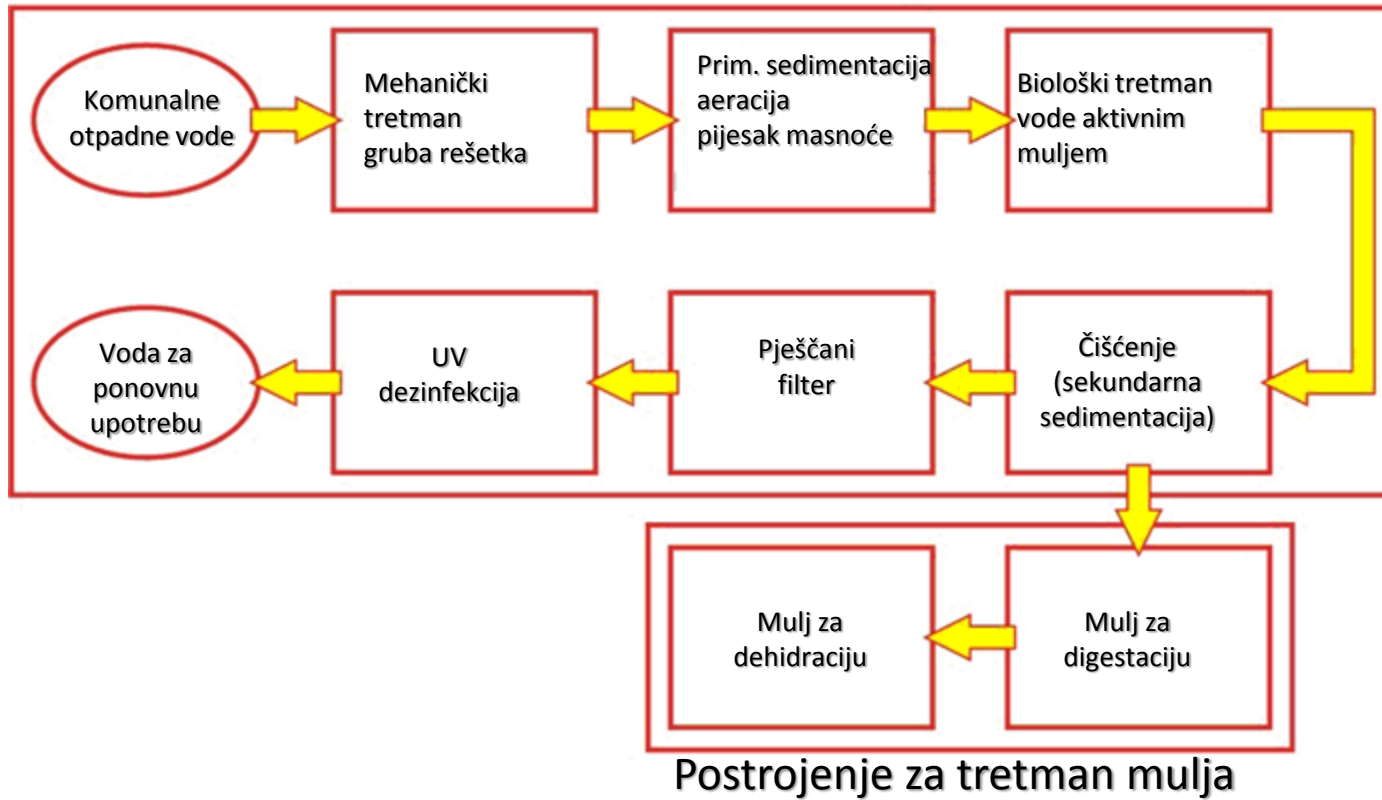 Komunalne
otpadne vode
Mehanički
tretman
gruba rešetka
Prim. sedimentacija
aeracija
pijesak masnoće
Biološki tretman
vode aktivnim
muljem
Voda za
ponovnu
upotrebu
UV
dezinfekcija
Pješčani
filter
Čišćenje
(sekundarna
sedimentacija)
Mulj za
dehidraciju
Mulj za
digestaciju
Postrojenje za tretman mulja